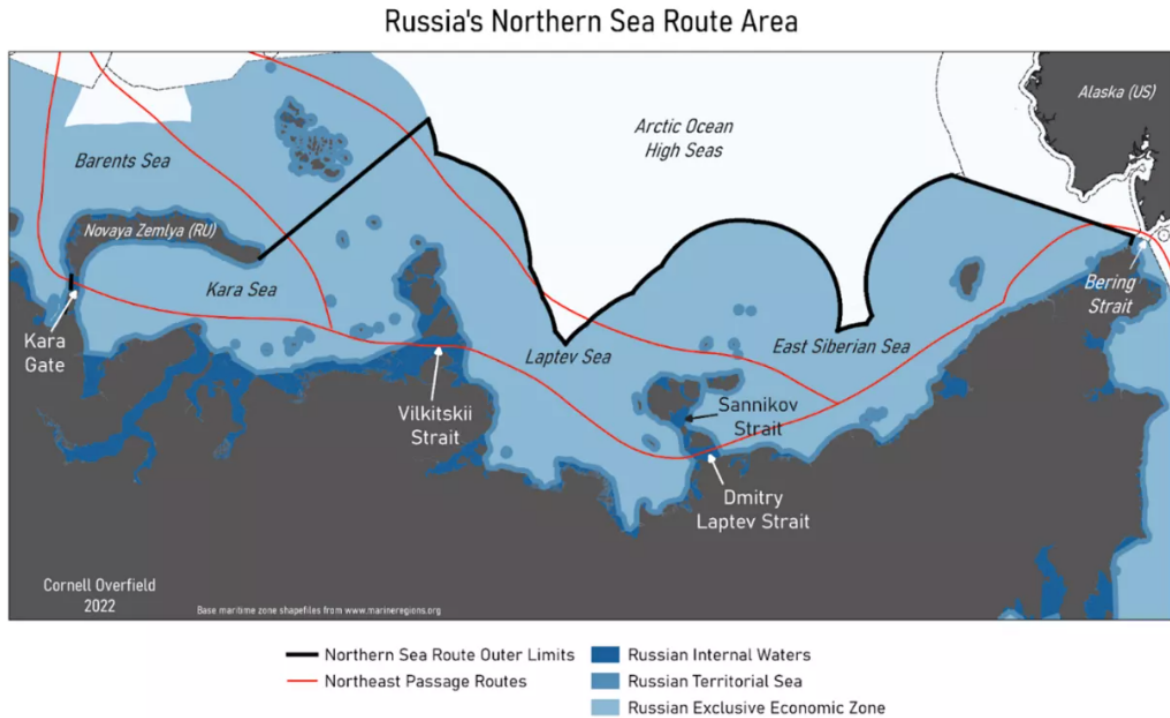 Russia's Northern Sea Route Area
Alaska (US)
Arctic Ocean
High Seas
Barents Sea
Novaya Zemlya (RU)
Kara Sea
Bering
Strait
Kara
Gate
Laptev Sea
East Siberian Sea
Vilkitskii
Strait
Sannikov
Strait
Dmitry
Laptev Strait
Cornell Overfield
2022
Base maritime zone shapefiles from www.marineregions.org
Northern Sea Route Outer Limits
Northeast Passage Routes
Russian Internal Waters
Russian Territorial Sea
Russian Exclusive Economic Zone